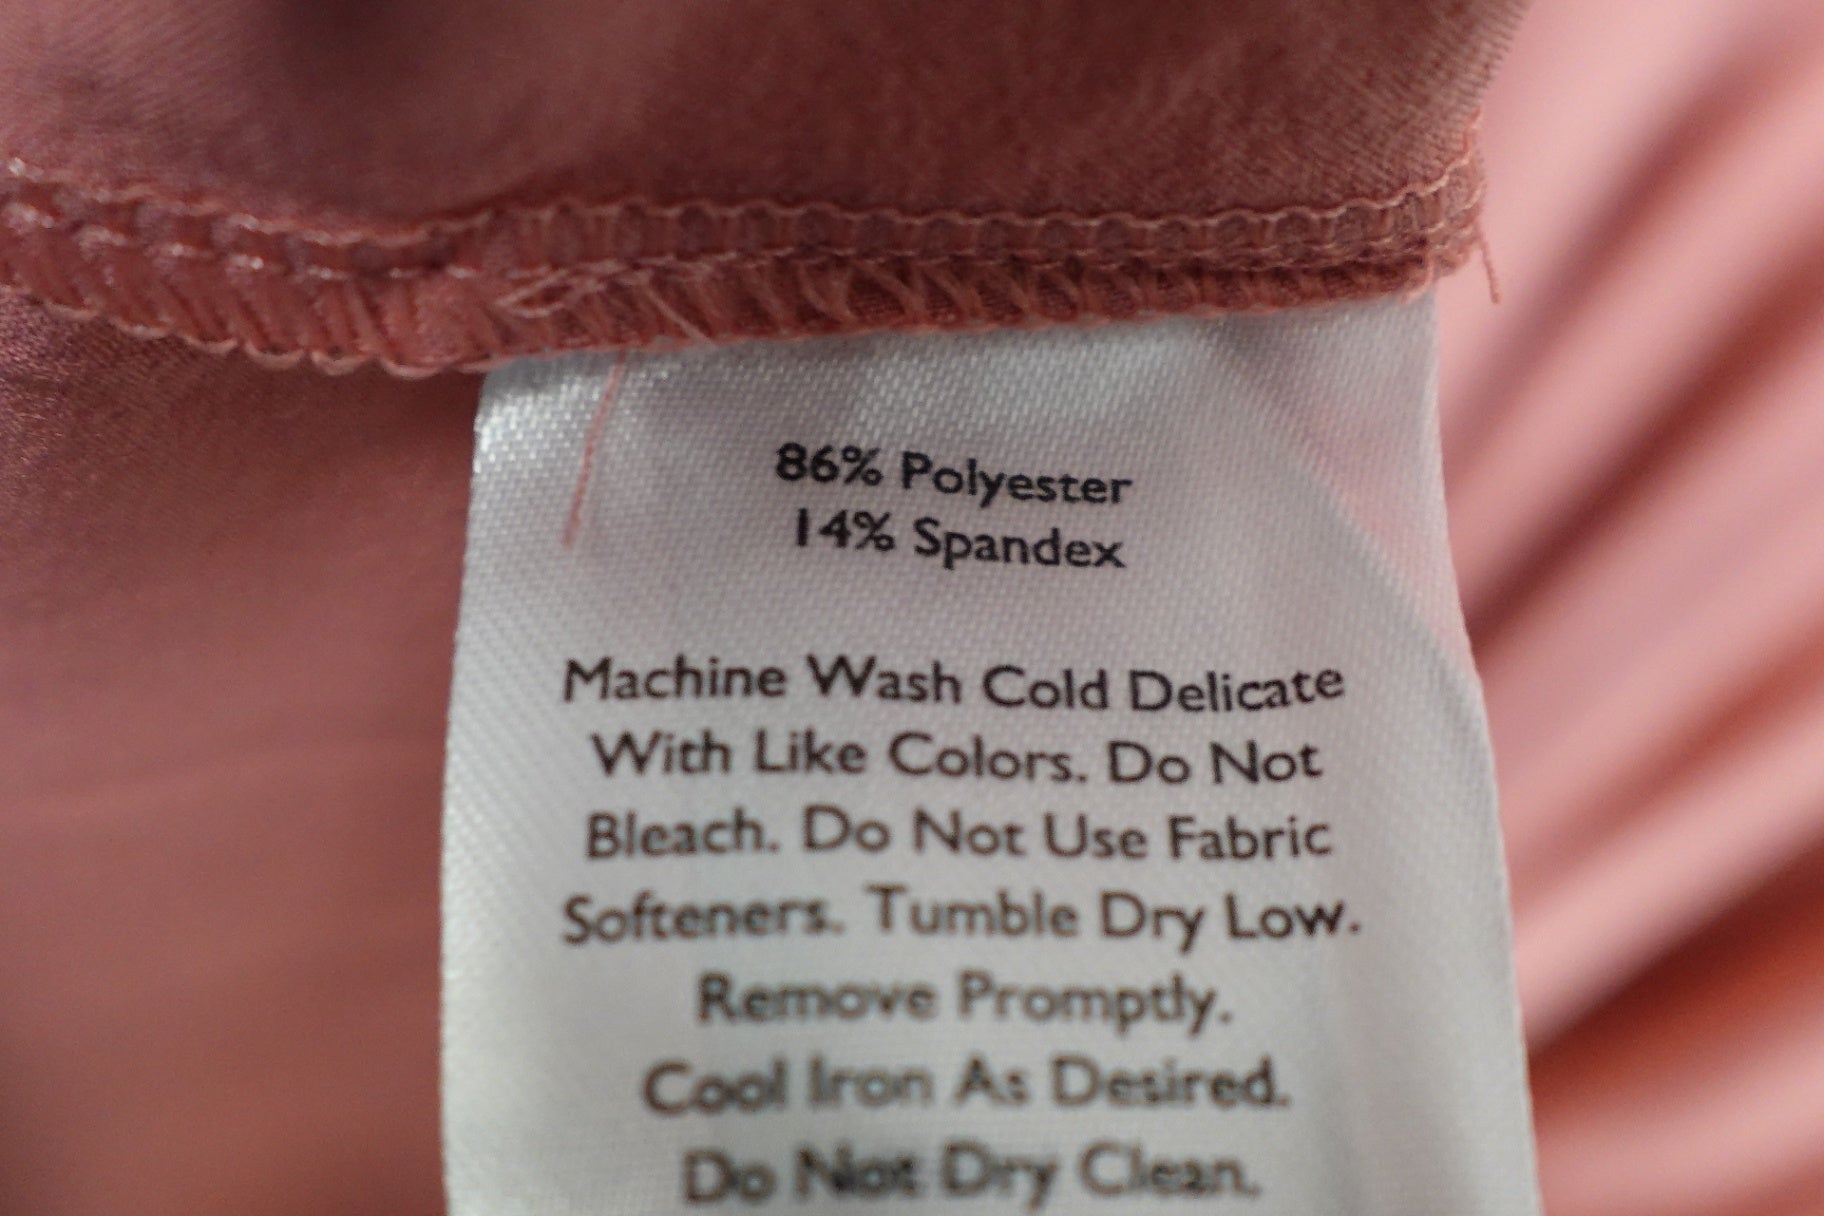 86% Polyester
14% Spandex
Machine Wash Cold Delicate
With Like Colors. Do Not
Bleach. Do Not Use Fabric
Softeners. Tumble Dry Low.
Remove Promptly.
Cool Iron As Desired.
Do Not Dry Clean.